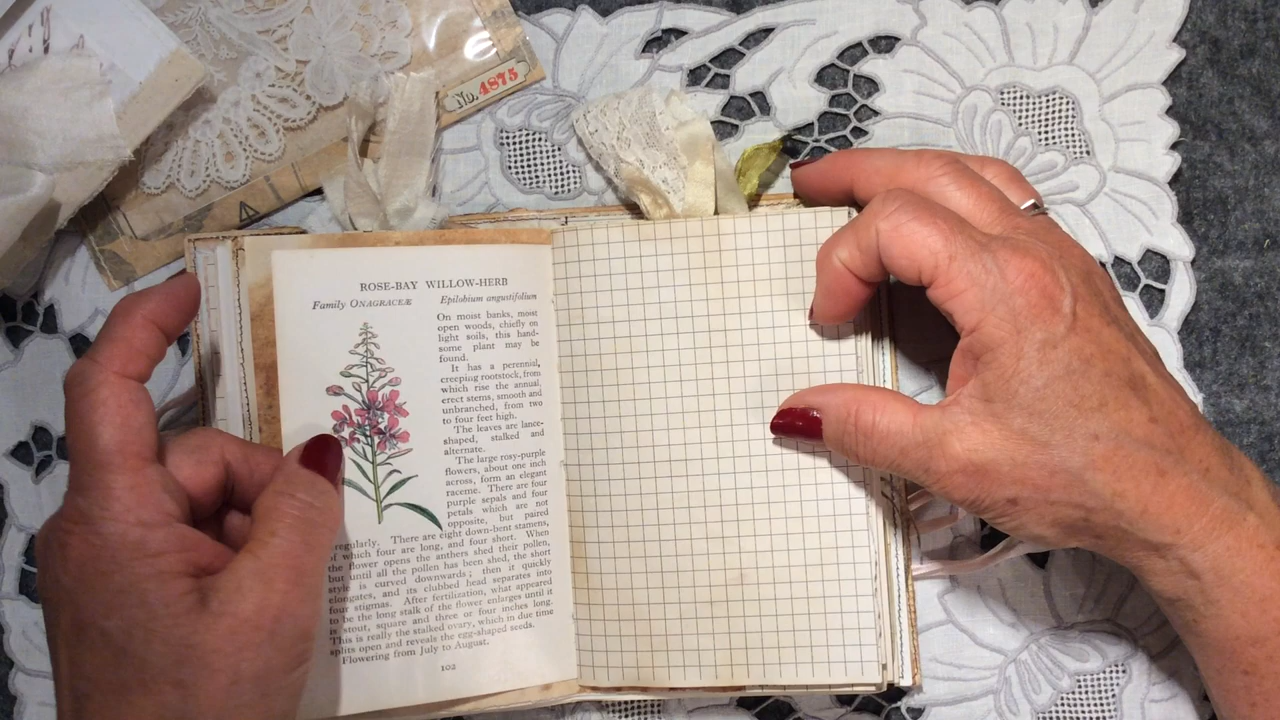 No. 4875
ROSE-BAY WILLOW-HERB
Family ONAGRACEÆ Epilobium angustifolium
On moist banks, moist
open woods, chiefly on
light soils, this hand-
some plant may be
found.
It has a perennial,
creeping rootstock, from
which rise the annual,
erect stems, smooth and
unbranched, from two
to four feet high.
The leaves are lance-
shaped, stalked and
alternate.
The large rosy-purple
flowers, about one inch
across, form an elegant
raceme. There are four
purple sepals and four
petals which are not
opposite, but paired
regularly. There are eight down-bent stamens,
of which four are long, and four short. When
the flower opens the anthers shed their pollen,
but until all the pollen has been shed, the short
style is curved downwards; then it quickly
elongates, and its clubbed head separates into
four stigmas. After fertilization, what appeared
to be the long stalk of the flower enlarges until it
is stout, square and three or four inches long.
This is really the stalked ovary, which in due time
splits open and reveals the egg-shaped seeds.
Flowering from July to August.
102